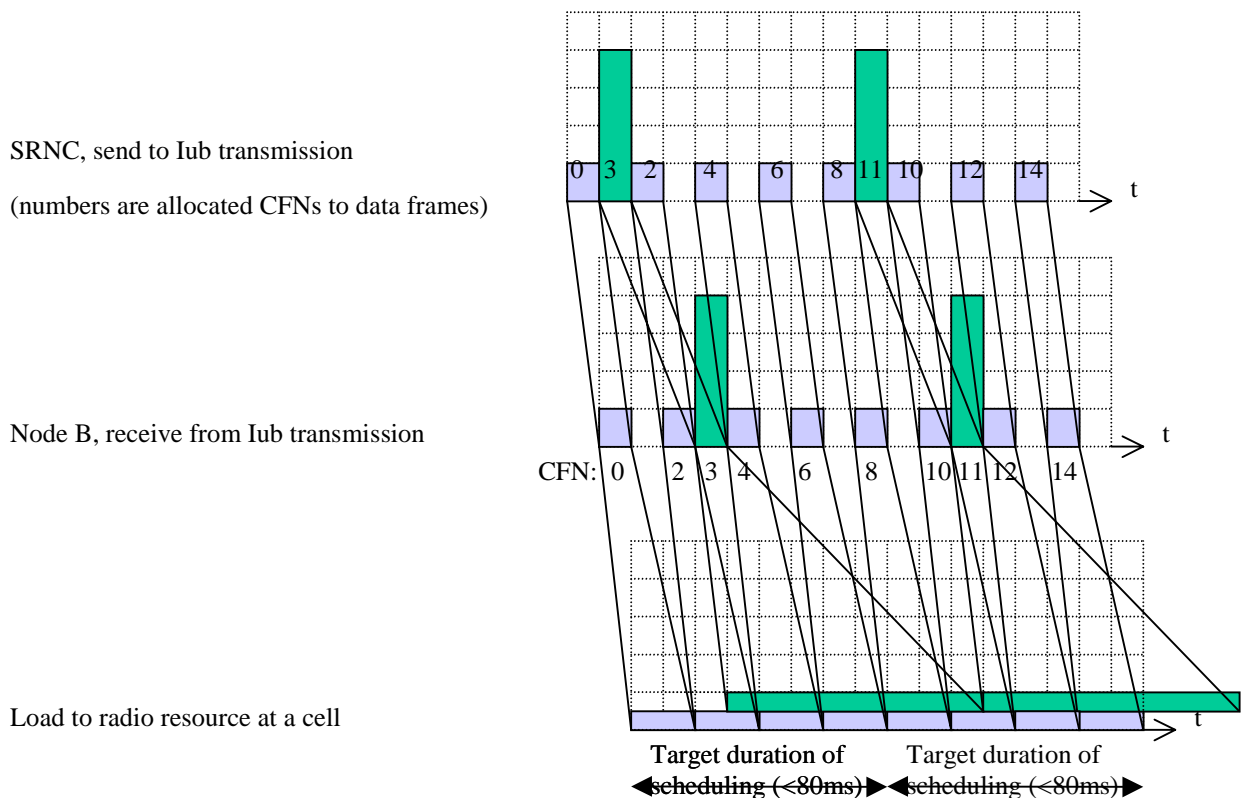 SRNC, send to Iub transmission
(numbers are allocated CFNs to data frames)
0 3 2 4 6 8 11 10 12 14
t
Node B, receive from Iub transmission
t
CFN: 0 2 3 4 6 8 10 11 12 14
Load to radio resource at a cell
t
Target duration of
scheduling (<80ms)
Target duration of
scheduling (<80ms)